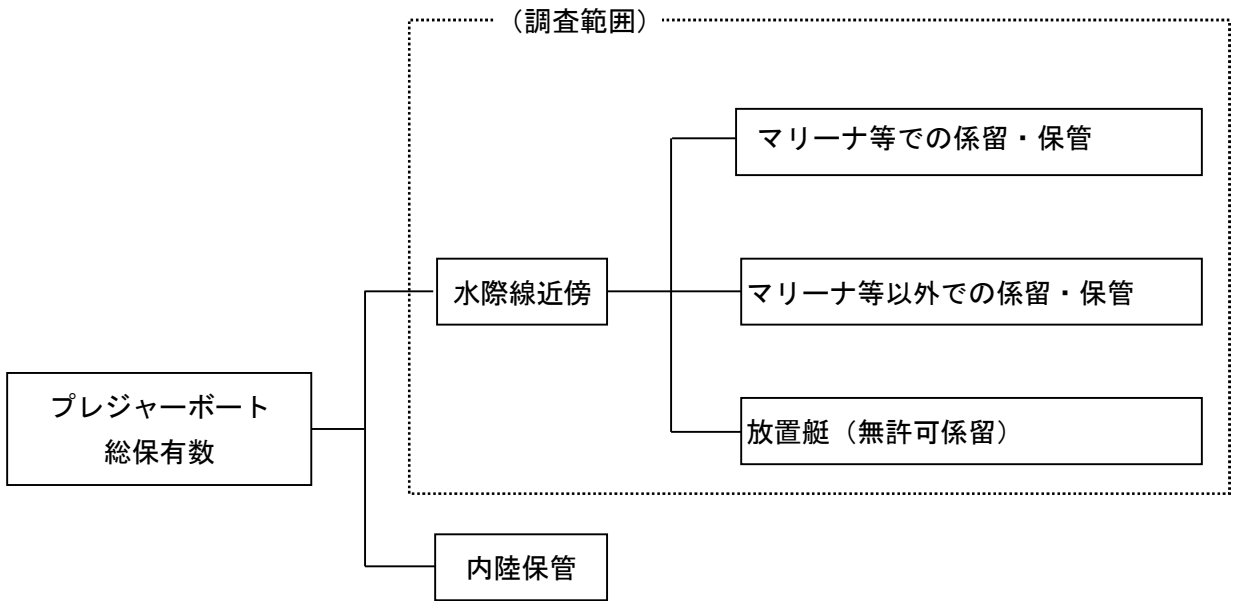 （調査範囲）
マリーナ等での係留・保管
水際線近傍
マリーナ等以外での係留・保管
プレジャーボート
総保有数
放置艇（無許可係留）
内陸保管